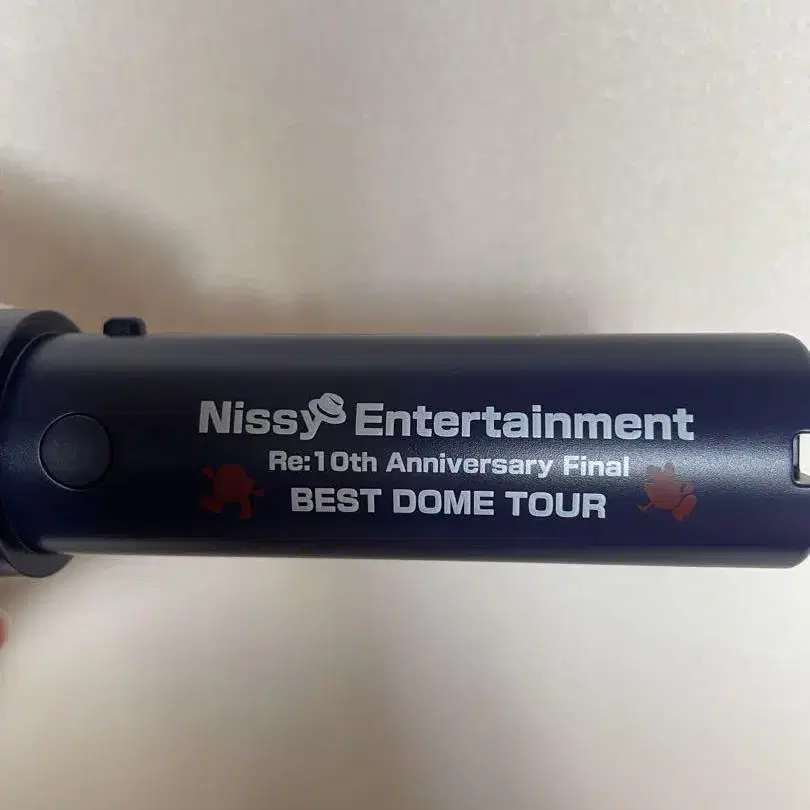 Nissy Entertainment
Re:10th Anniversary Final
BEST DOME TOUR